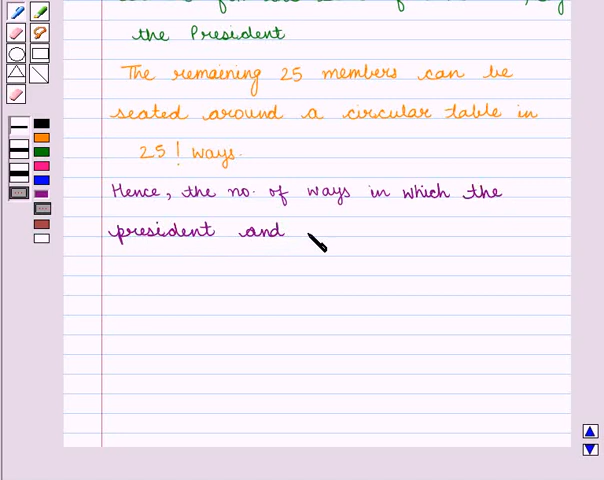 the President
The remaining 25 members can be
seated around a circular table in
25! ways.
Hence, the no. of ways in which the
president and